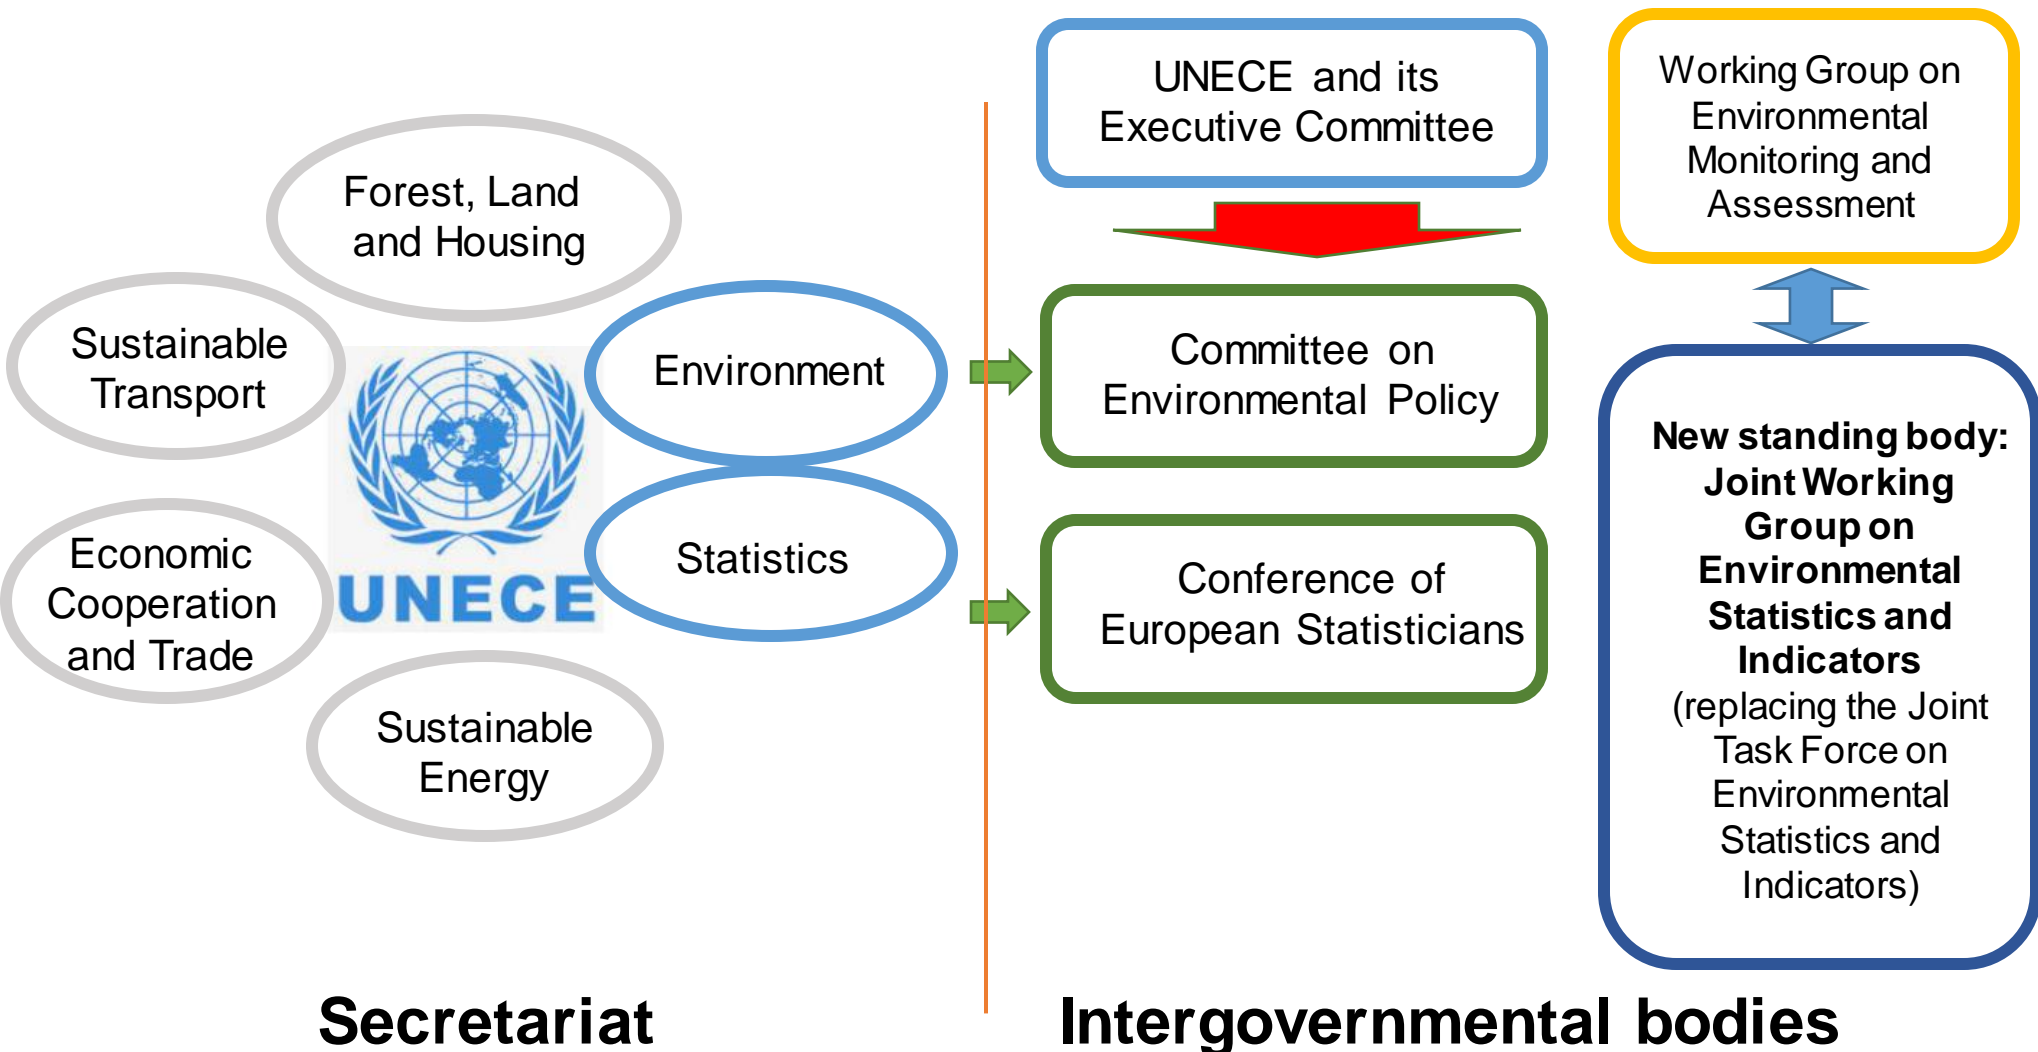 Forest, Land
and Housing
Sustainable
Transport
Environment
UNECE
Statistics
Economic
Cooperation
and Trade
Sustainable
Energy
Secretariat
UNECE and its
Executive Committee
Committee on
Environmental Policy
Conference of
European Statisticians
Working Group on
Environmental
Monitoring and
Assessment
New standing body:
Joint Working
Group on
Environmental
Statistics and
Indicators
(replacing the Joint
Task Force on
Environmental
Statistics and
Indicators)
Intergovernmental bodies